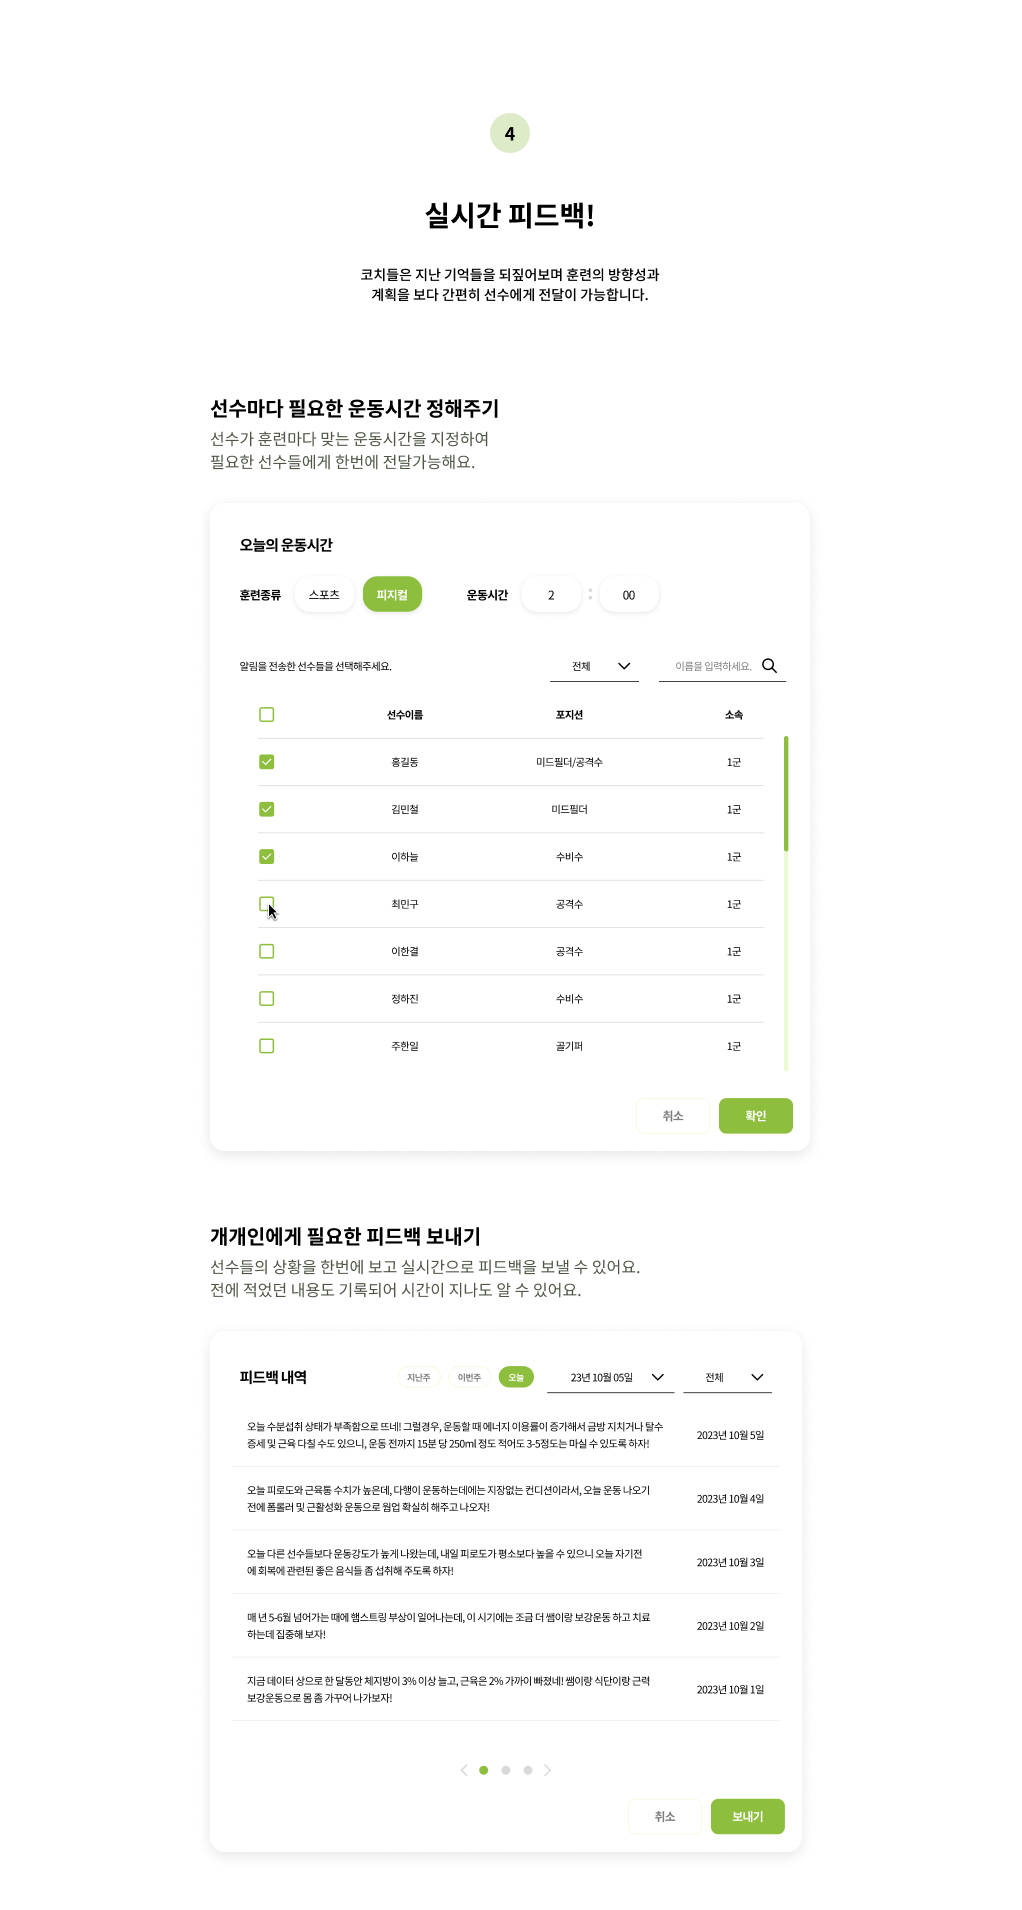 4
실시간 피드백!
코치들은 지난 기억들을 되짚어보며 훈련의 방향성과
계획을 보다 간편히 선수에게 전달이 가능합니다.
선수마다 필요한 운동시간 정해주기
선수가 훈련마다 맞는 운동시간을 지정하여
필요한 선수들에게 한번에 전달가능해요.
오늘의 운동시간
훈련종류 스포츠 피지컬 운동시간 2 : 00
알림을 전송한 선수들을 선택해주세요. 전체 이름을 입력하세요.
선수이름 포지션 소속
홍길동 미드필더/공격수 1군
김민철 미드필더 1군
이하늘 수비수 1군
최민구 공격수 1군
이한결 공격수 1군
정하진 수비수 1군
주한일 골기퍼 1군
취소 확인
개개인에게 필요한 피드백 보내기
선수들의 상황을 한번에 보고 실시간으로 피드백을 보낼 수 있어요.
전에 적었던 내용도 기록되어 시간이 지나도 알 수 있어요.
피드백 내역 지난주 이번주 오늘 23년 10월 05일 전체
오늘 수분섭취 상태가 부족함으로 뜨네! 그럴경우, 운동할 때 에너지 이용률이 증가해서 금방 지치거나 탈수
증세 및 근육 다칠 수도 있으니, 운동 전까지 15분 당 250ml 정도 적어도 3-5정도는 마실 수 있도록 하자!
2023년 10월 5일
오늘 피로도와 근육통 수치가 높은데, 다행이 운동하는데에는 지장없는 컨디션이라서, 오늘 운동 나오기
전에 폼롤러 및 근활성화 운동으로 웜업 확실히 해주고 나오자!
2023년 10월 4일
오늘 다른 선수들보다 운동강도가 높게 나왔는데, 내일 피로도가 평소보다 높을 수 있으니 오늘 자기전
에 회복에 관련된 좋은 음식들 좀 섭취해 주도록 하자!
2023년 10월 3일
매 년 5-6월 넘어가는 때에 햄스트링 부상이 일어나는데, 이 시기에는 조금 더 쌤이랑 보강운동 하고 치료
하는데 집중해 보자!
2023년 10월 2일
지금 데이터 상으로 한 달동안 체지방이 3% 이상 늘고, 근육은 2% 가까이 빠졌네! 쌤이랑 식단이랑 근력
보강운동으로 몸 좀 가꾸어 나가보자!
2023년 10월 1일
취소 보내기